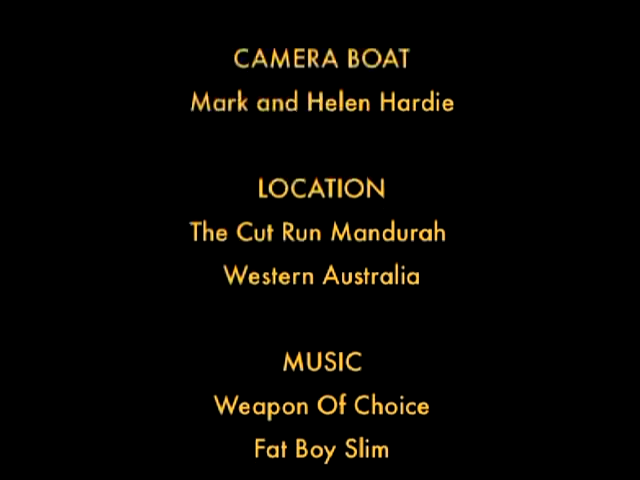 CAMERA BOAT
Mark and Helen Hardie
LOCATION
The Cut Run Mandurah
Western Australia
MUSIC
Weapon Of Choice
Fat Boy Slim